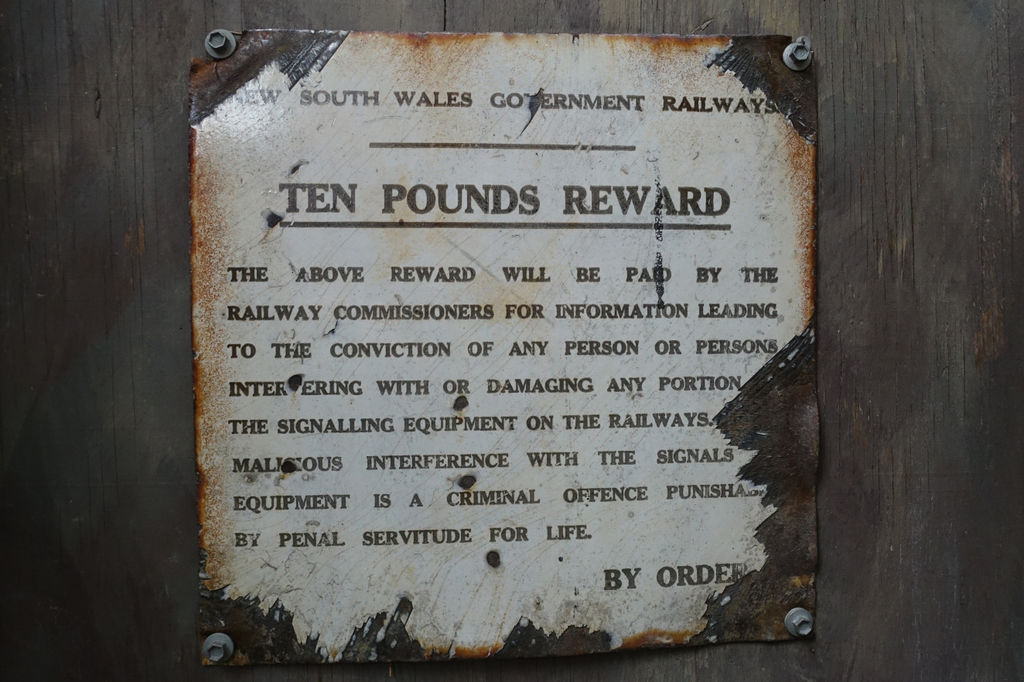 NEW SOUTH WALES GOVERNMENT RAILWAYS
TEN POUNDS REWARD
THE ABOVE REWARD WILL BE PAID BY THE
RAILWAY COMMISSIONERS FOR INFORMATION LEADING
TO THE CONVICTION OF ANY PERSON OR PERSONS
INTERFERING WITH OR DAMAGING ANY PORTION
THE SIGNALLING EQUIPMENT ON THE RAILWAYS.
MALICIOUS INTERFERENCE WITH THE SIGNALS
EQUIPMENT IS A CRIMINAL OFFENCE PUNISHAB
BY PENAL SERVITUDE FOR LIFE.
BY ORDER